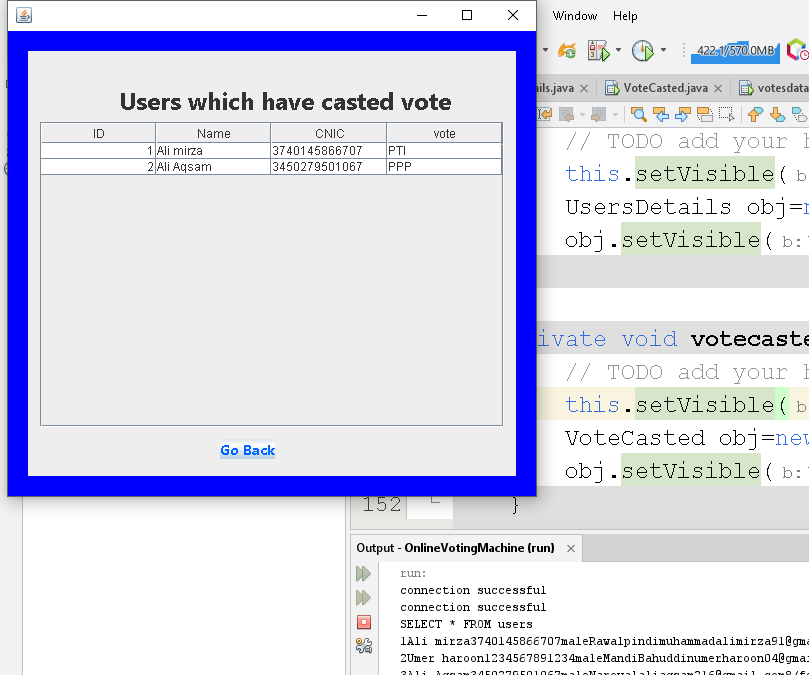 Window Help
422.1/570.0MB
ils.java VoteCasted.java votesdata
Users which have casted vote
ID Name CNIC vote
1 Ali mirza 3740145866707 PTI
2 Ali Aqsam 3450279501067 PPP
Go Back
// TODO add your h
this.setVisible( b
UsersDetails obj=n
obj.setVisible( b:
ivate void votecaste
// TODO add your h
this.setVisible( b
VoteCasted obj=new
obj.setVisible( b:
152 }
Output - OnlineVotingMachine (run)
run:
connection successful
connection successful
SELECT * FROM users
1Ali mirza3740145866707maleRawalpindimuhammadalimirza91@gma
2Umer haroon1234567891234maleMandiBahuddinumerharoon04@gmai